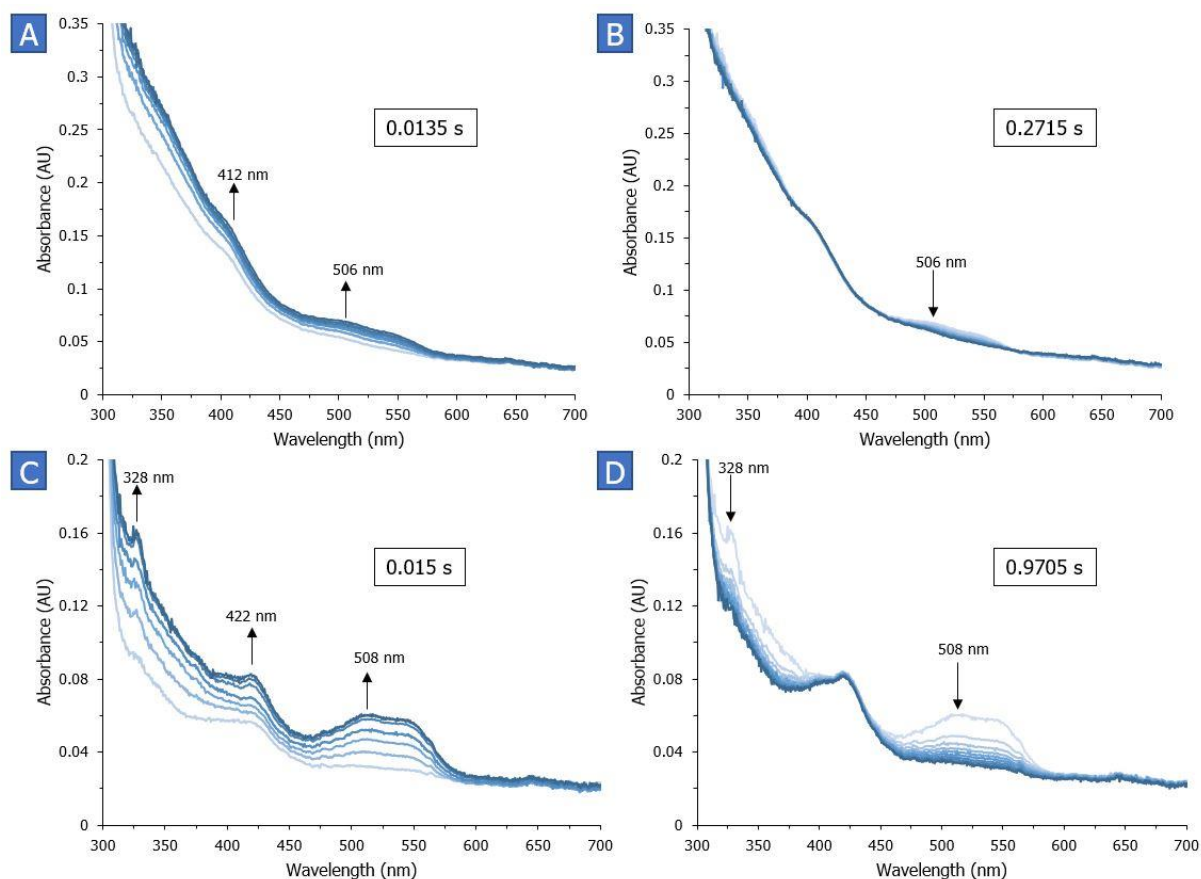 A
0.35
0.3
0.25
0.2
0.15
0.1
0.05
0
Absorbance (AU)
0.0135 s
412 nm
506 nm
300 350 400 450 500 550 600 650 700
Wavelength (nm)
B
0.35
0.3
0.25
0.2
0.15
0.1
0.05
0
Absorbance (AU)
0.2715 s
506 nm
300 350 400 450 500 550 600 650 700
Wavelength (nm)
C
0.2
0.16
0.12
0.08
0.04
0
Absorbance (AU)
328 nm
0.015 s
422 nm
508 nm
300 350 400 450 500 550 600 650 700
Wavelength (nm)
D
0.2
0.16
0.12
0.08
0.04
0
Absorbance (AU)
328 nm
0.9705 s
508 nm
300 350 400 450 500 550 600 650 700
Wavelength (nm)